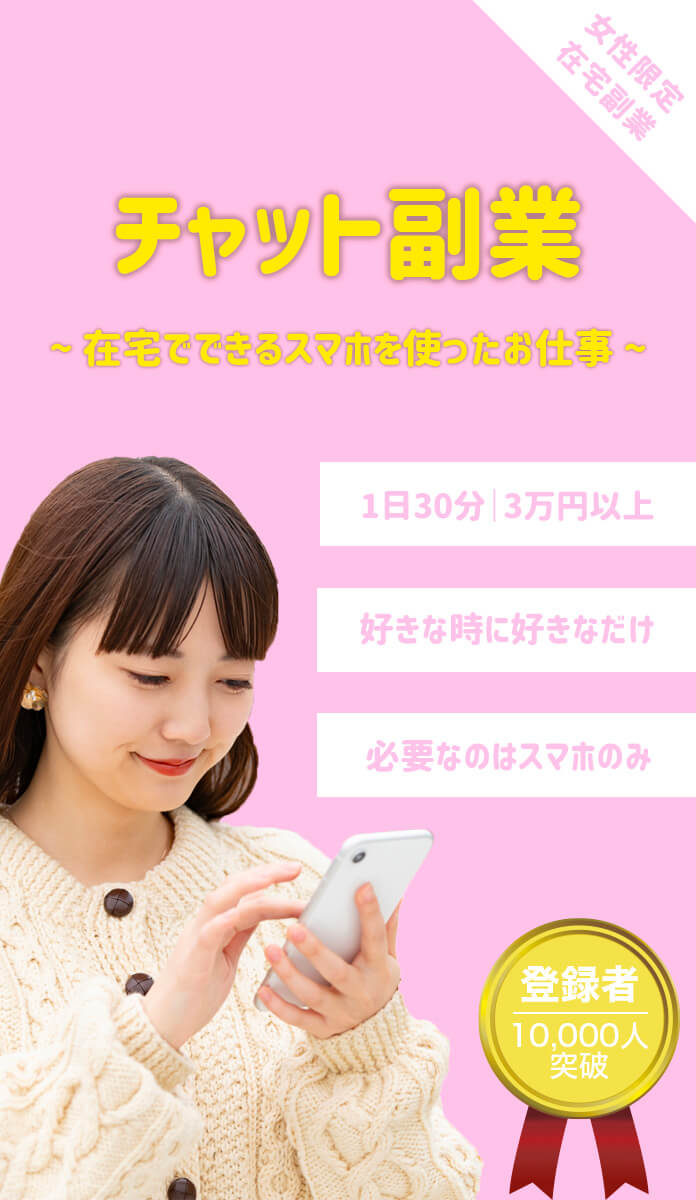 女性限定
在宅副業
チャット副業
~ 在宅でできるスマホを使ったお仕事 ~
1日30分|3万円以上
好きな時に好きなだけ
必要なのはスマホのみ
登録者
10,000人
突破